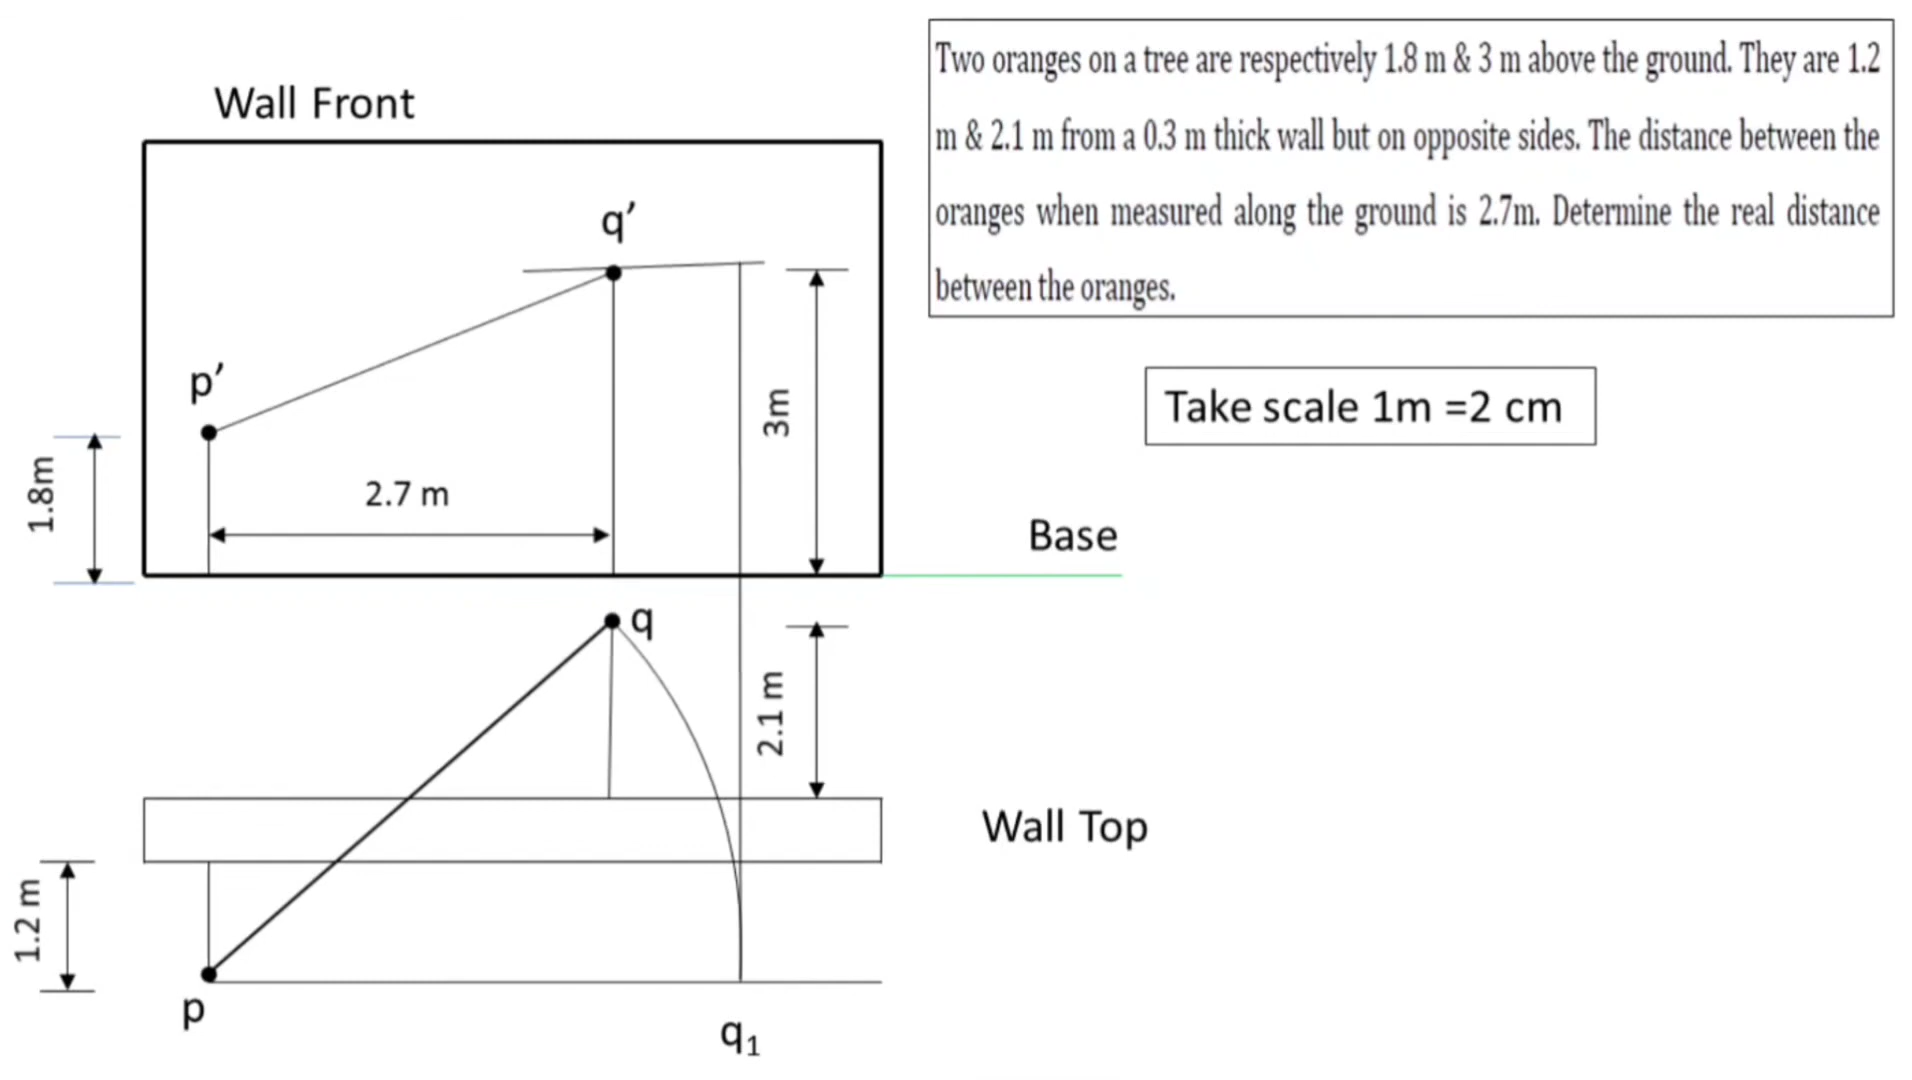 Two oranges on a tree are respectively 1.8 m & 3 m above the ground. They are 1.2
m & 2.1 m from a 0.3 m thick wall but on opposite sides. The distance between the
oranges when measured along the ground is 2.7m. Determine the real distance
between the oranges.
Wall Front
q′
p′
Take scale 1m =2 cm
3m
1.8m
2.7 m
Base
q
2.1 m
Wall Top
1.2 m
p
q₁